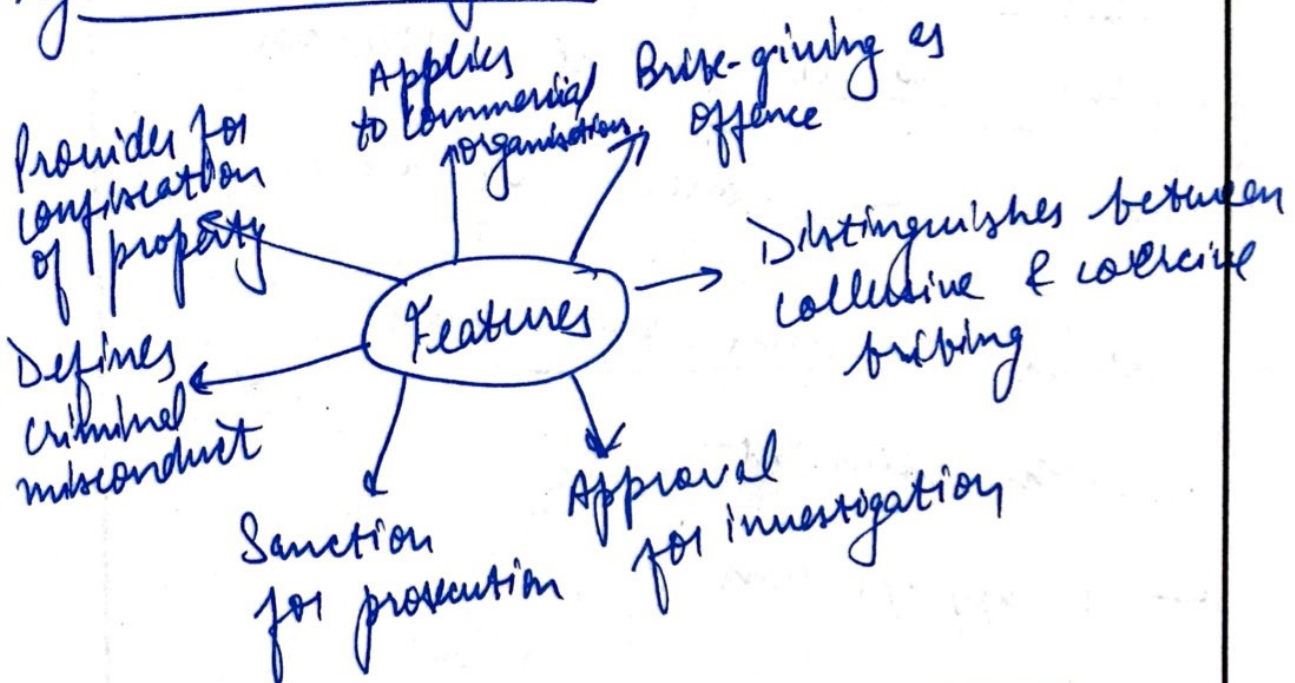 Applies
to commercial
organisations.
Bribe-giving as
offence
Provides for
confiscation
of property
Features
Distinguishes between
collusive & coercive
bribing
Defines
criminal
misconduct
Sanction
for prosecution
Approval
for investigation